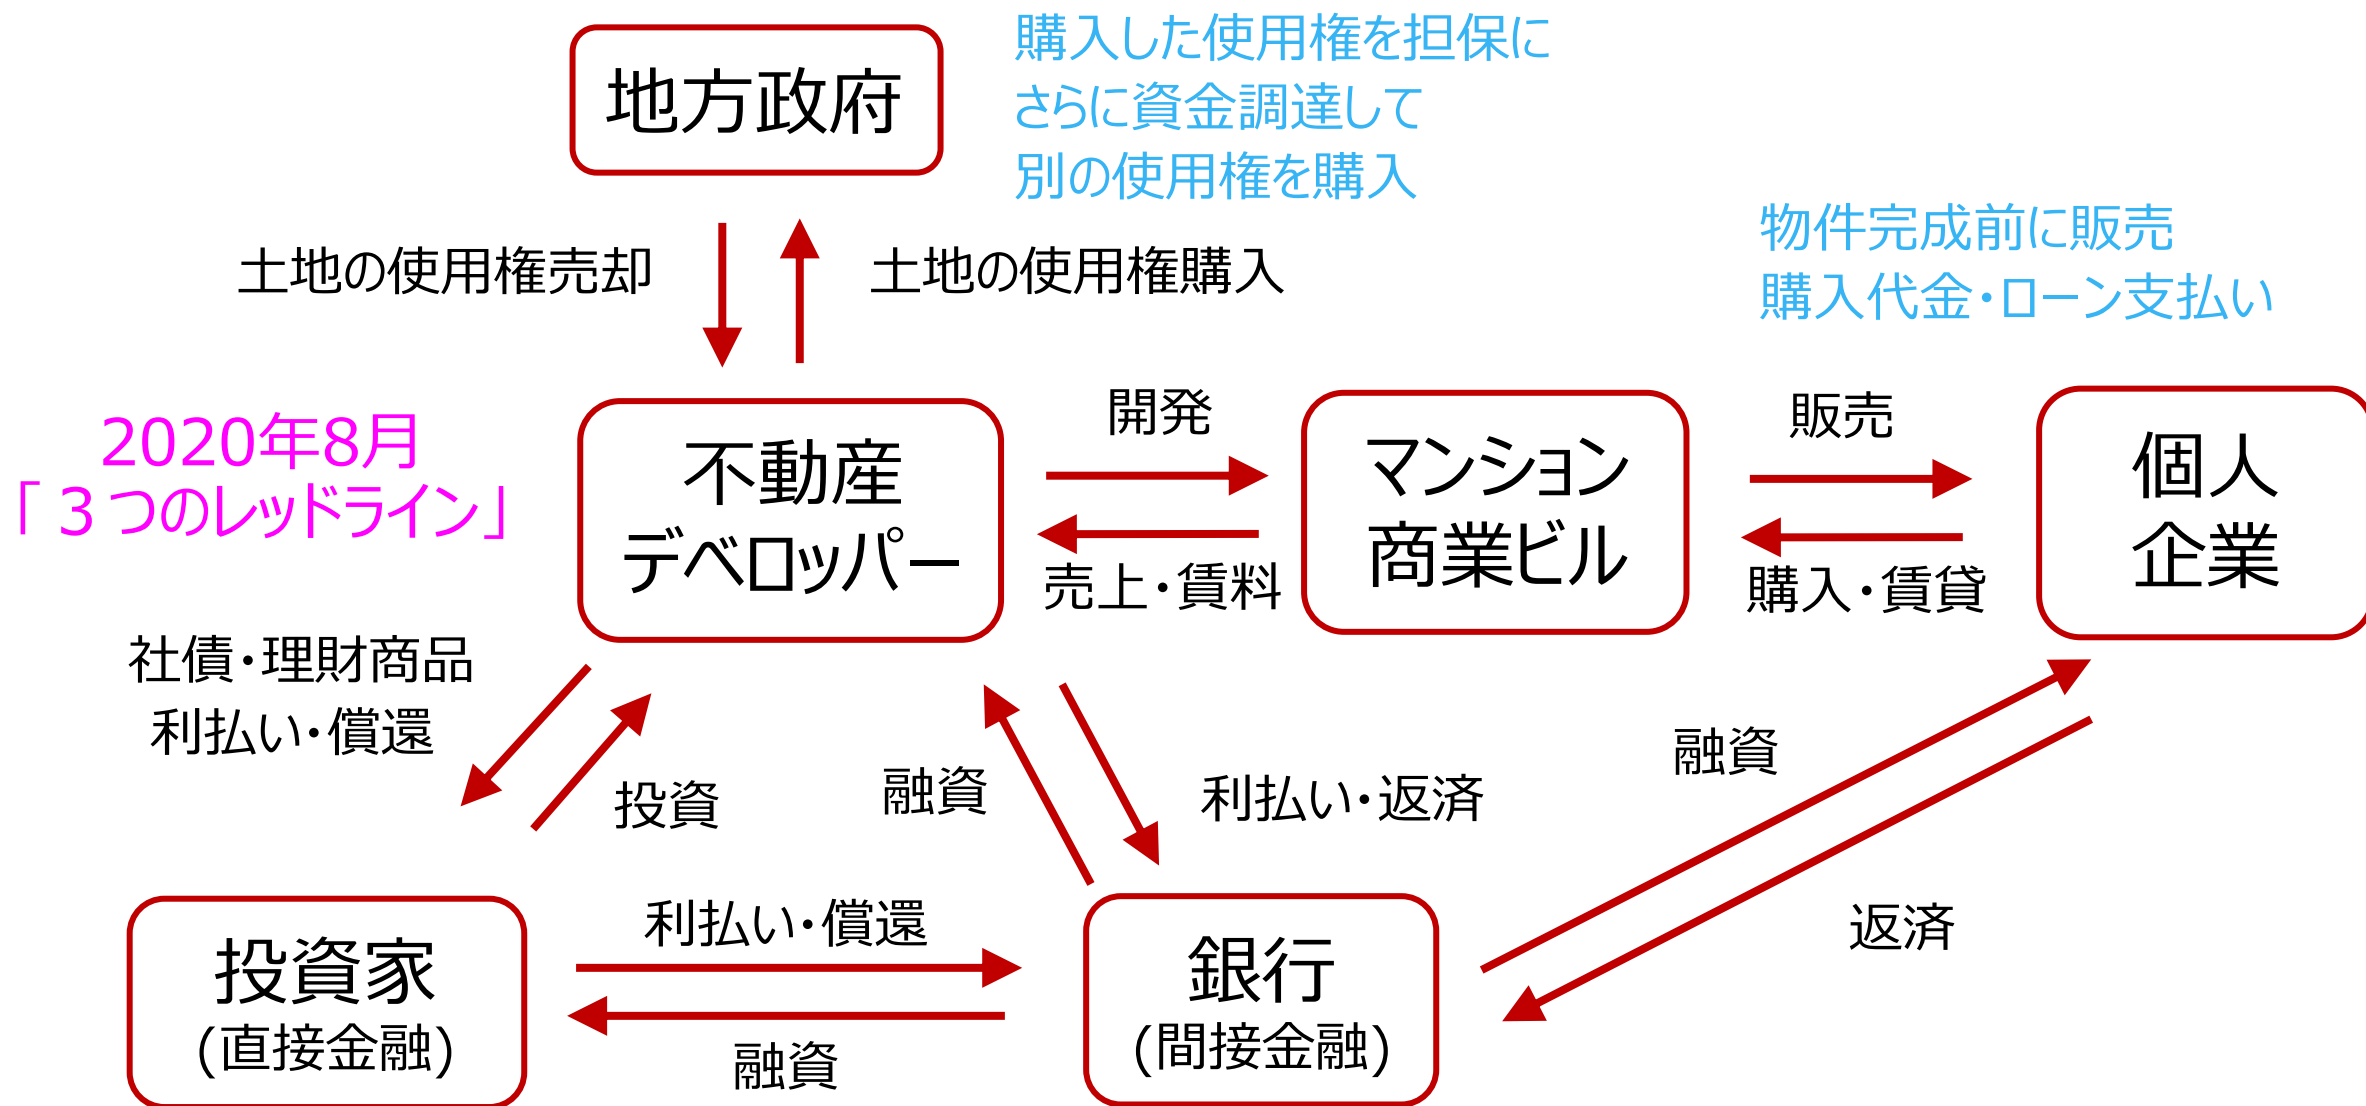 地方政府
購入した使用権を担保に
さらに資金調達して
別の使用権を購入
土地の使用権売却
土地の使用権購入
物件完成前に販売
購入代金・ローン支払い
2020年8月
「３つのレッドライン」
不動産
デベロッパー
開発
売上・賃料
マンション
商業ビル
販売
購入・賃貸
個人
企業
社債・理財商品
利払い・償還
投資
融資
利払い・返済
融資
返済
投資家
(直接金融)
利払い・償還
融資
銀行
(間接金融)